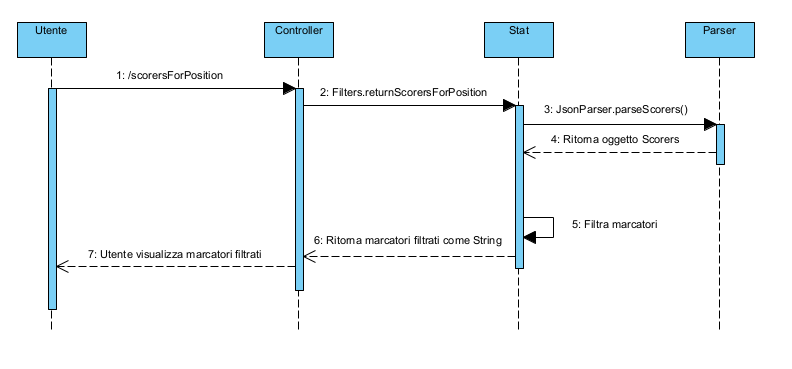 Utente
Controller
Stat
Parser
1: /scorersForPosition
2: Filters.returnScorersForPosition
3: JsonParser.parseScorers()
4: Ritorna oggetto Scorers
5: Filtra marcatori
6: Ritorna marcatori filtrati come String
7: Utente visualizza marcatori filtrati